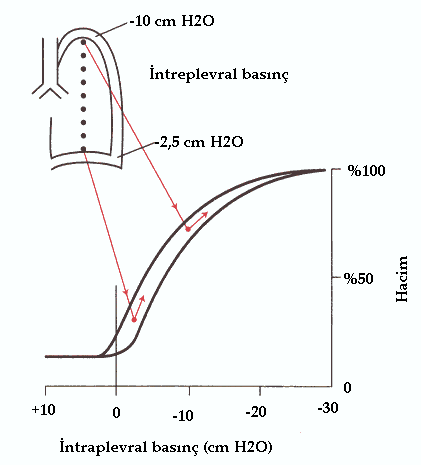 -10 cm H2O
İntreplevral basınç
-2,5 cm H2O
%100
%50
Hacim
0
+10 0 -10 -20 -30
İntraplevral basınç (cm H2O)